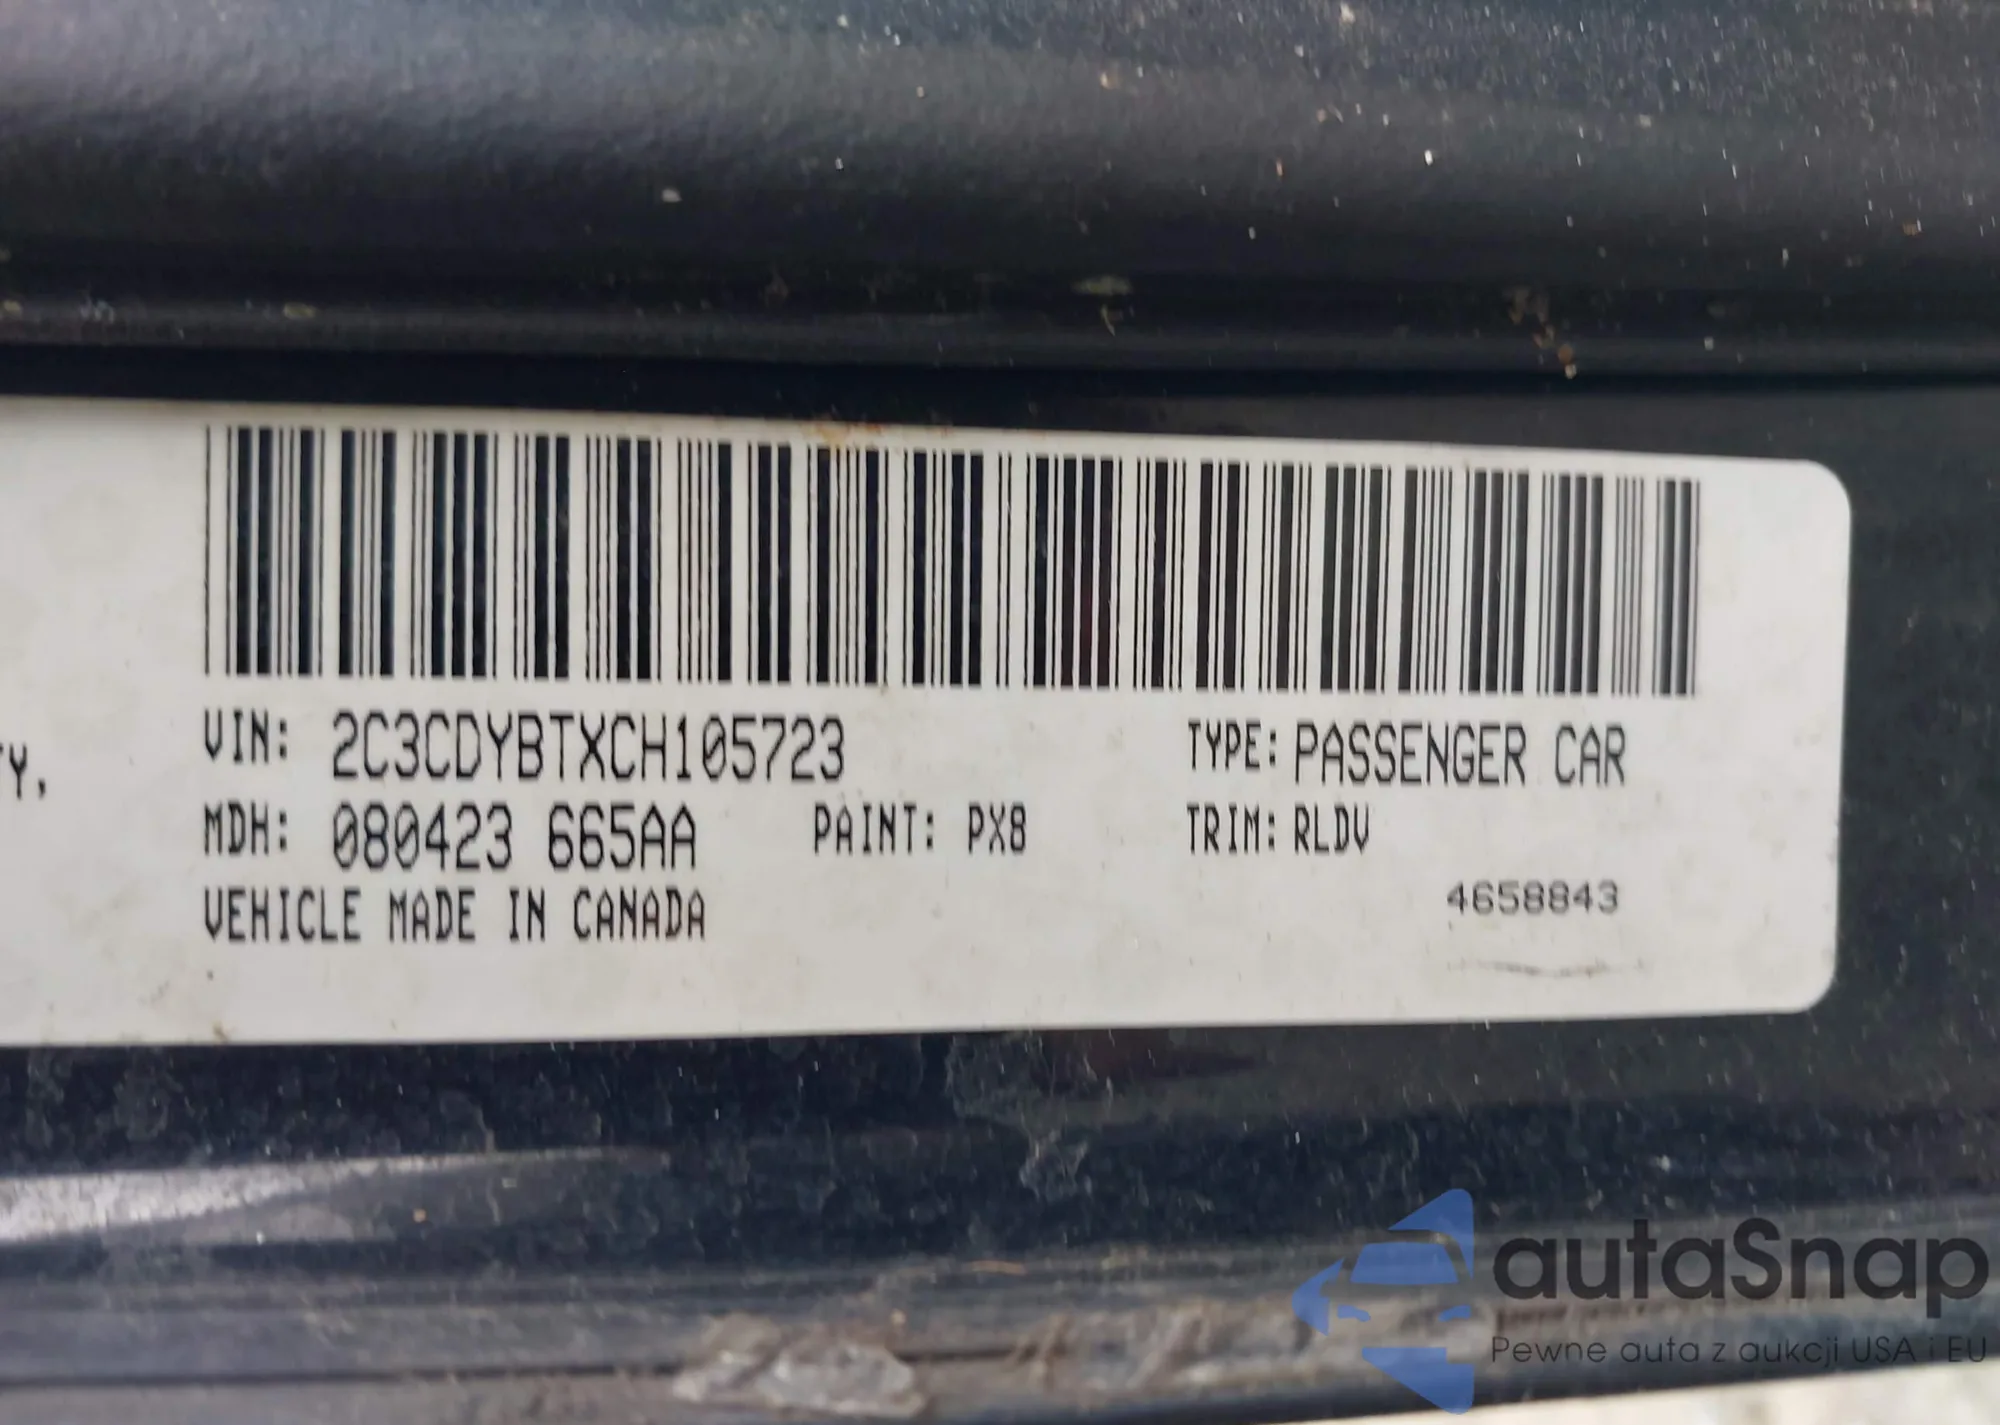 TY,
VIN: 2C3CDYBTXCH105723
TYPE: PASSENGER CAR
MDH: 080423 665AA
PAINT: PX8
TRIM: RLDV
VEHICLE MADE IN CANADA
4658843
autaSnap
Pewne auta z aukcji USA i EU